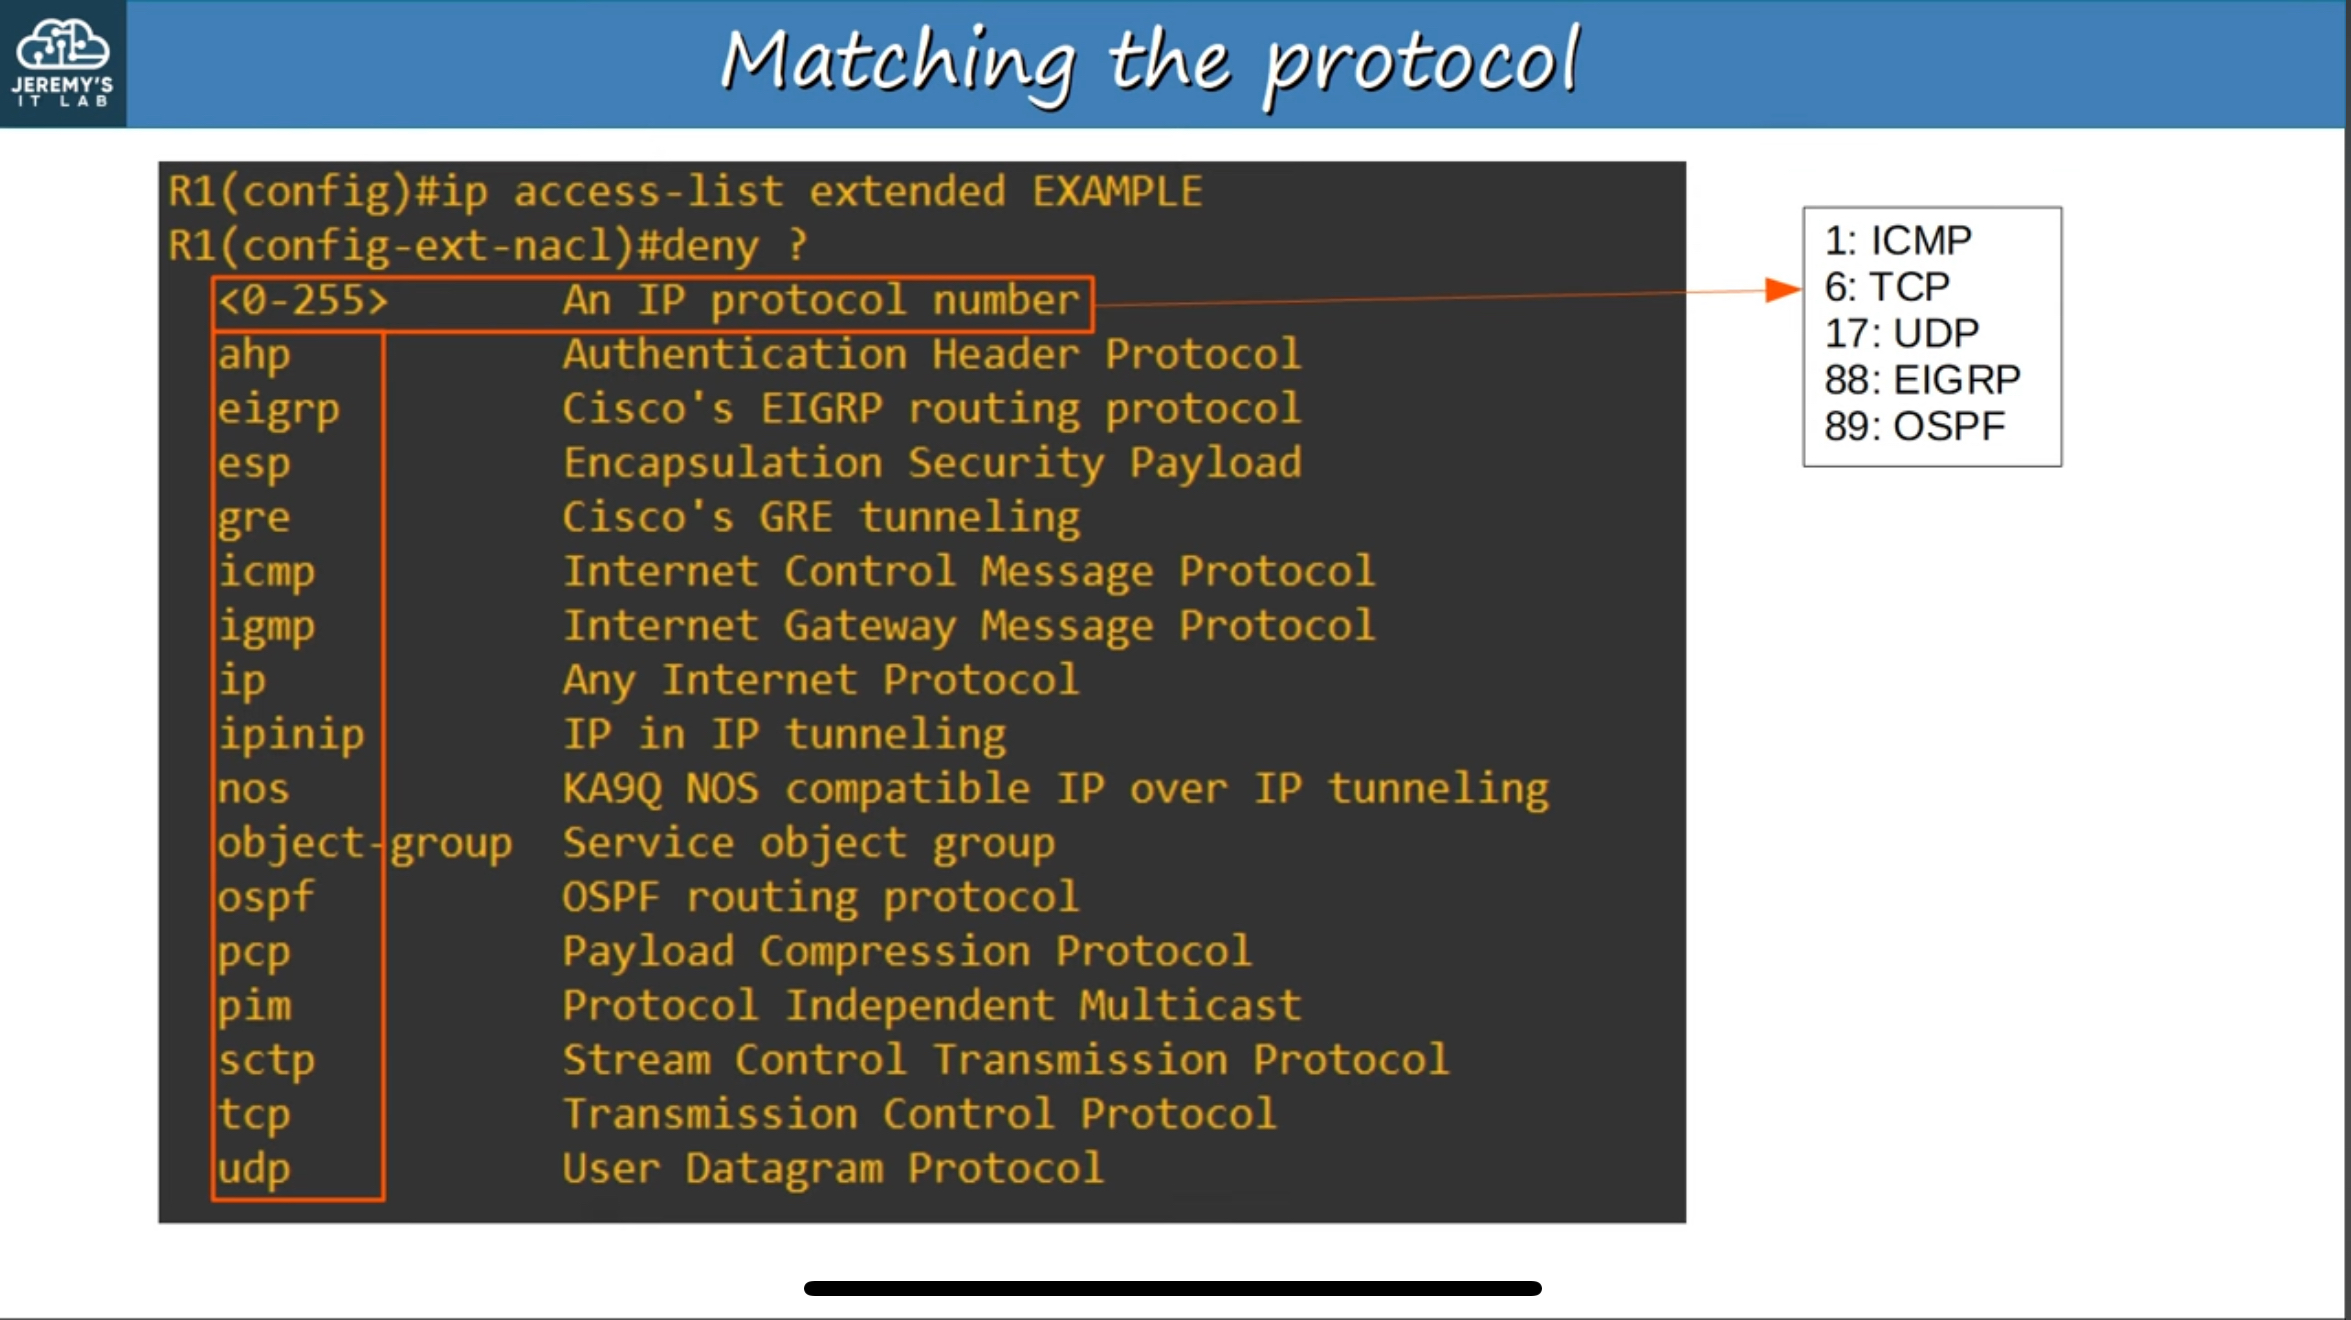 JEREMY'S
IT LAB
Matching the protocol
R1(config)#ip access-list extended EXAMPLE
R1(config-ext-nacl)#deny ?
<0-255> An IP protocol number
ahp Authentication Header Protocol
eigrp Cisco's EIGRP routing protocol
esp Encapsulation Security Payload
gre Cisco's GRE tunneling
icmp Internet Control Message Protocol
igmp Internet Gateway Message Protocol
ip Any Internet Protocol
ipinip IP in IP tunneling
nos KA9Q NOS compatible IP over IP tunneling
object-group Service object group
ospf OSPF routing protocol
pcp Payload Compression Protocol
pim Protocol Independent Multicast
sctp Stream Control Transmission Protocol
tcp Transmission Control Protocol
udp User Datagram Protocol
1: ICMP
6: TCP
17: UDP
88: EIGRP
89: OSPF